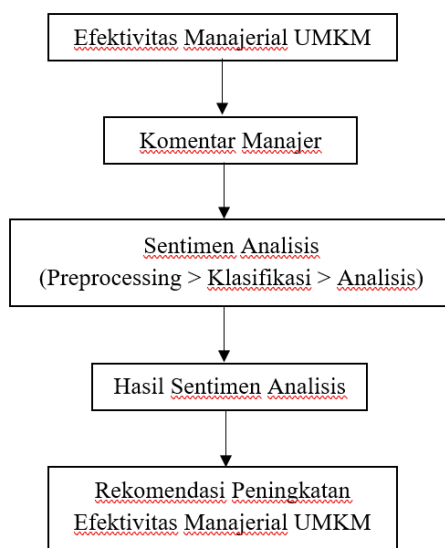 Efektivitas Manajerial UMKM
Komentar Manajer
Sentimen Analisis
(Preprocessing > Klasifikasi > Analisis)
Hasil Sentimen Analisis
Rekomendasi Peningkatan
Efektivitas Manajerial UMKM